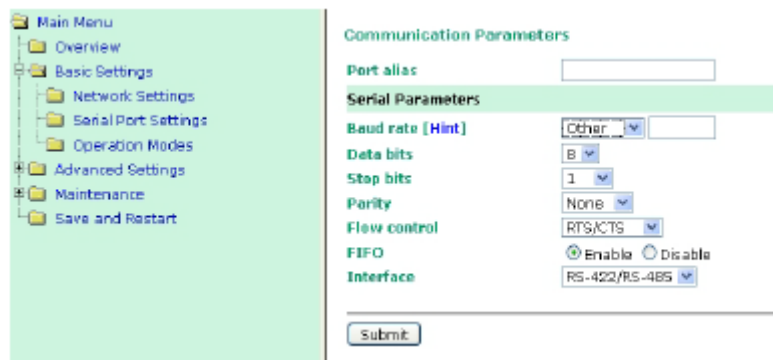 Main Menu
Overview
Basic Settings
Network Settings
Serial Port Settings
Operation Modes
Advanced Settings
Maintenance
Save and Restart
Communication Parameters
Port alias
Serial Parameters
Baud rate [Hint] Other
Data bits 8
Stop bits 1
Parity None
Flow control RTS/CTS
FIFO Enable Disable
Interface RS-422/RS-485
Submit